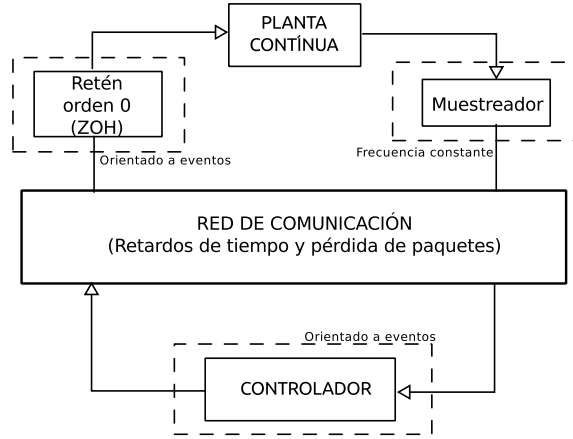 PLANTA
CONTÍNUA
Retén
orden 0
(ZOH)
Muestreador
Orientado a eventos
Frecuencia constante
RED DE COMUNICACIÓN
(Retardos de tiempo y pérdida de paquetes)
Orientado a eventos
CONTROLADOR